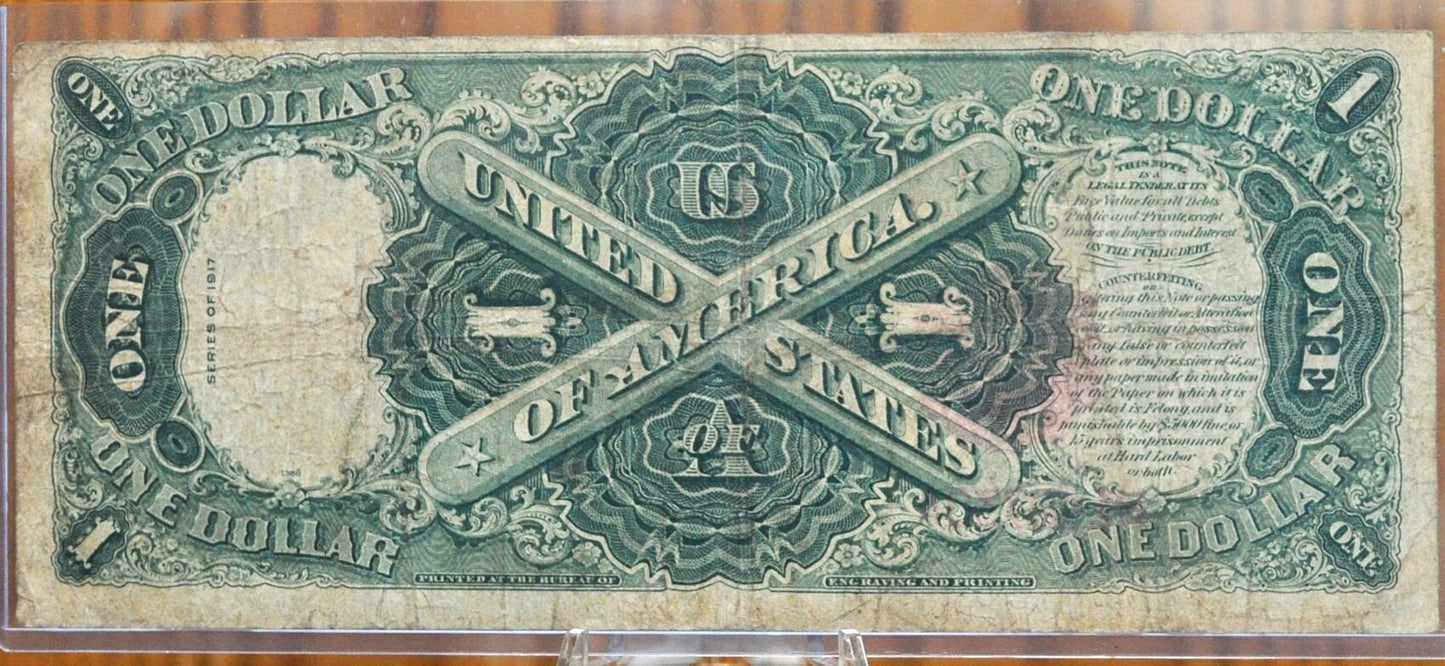 ONE
ONE DOLLAR
ONE DOLLAR
1
US
UNITED
STATES
OF AMERICA.
1
1
OF A
ONE
SERIES OF 1917
1386
THIS NOTE
IS A
LEGAL TENDER AT ITS
Face Value for all Debts
Public and Private, except
Duties on Imports and Interest
ON THE PUBLIC DEBT.
COUNTERFEITING
or
offering this Note or passing
any Counterfeit or Alteration
of it, or having in possession
any false or counterfeit
plate or impression of it, or
any paper made in imitation
of the Paper on which it is
printed is Felony, and is
punishable by $5000 fine, or
15 years imprisonment
at Hard Labor
or both.
ONE
1
ONE DOLLAR
ONE DOLLAR
ONE
PRINTED AT THE BUREAU OF
ENGRAVING AND PRINTING